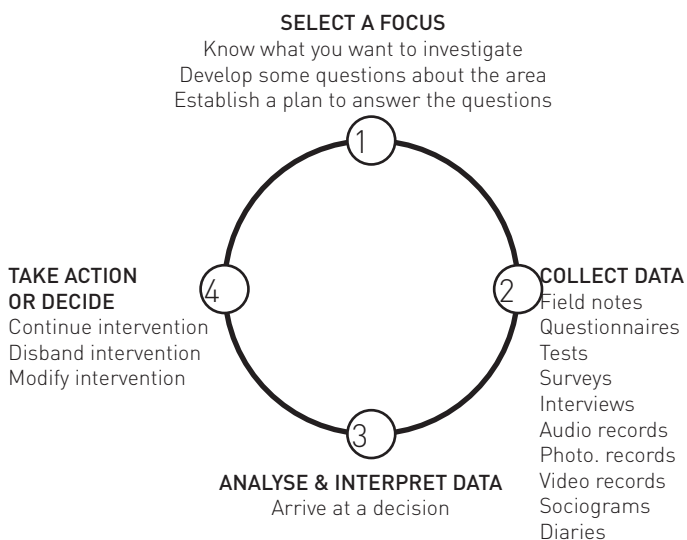 SELECT A FOCUS
Know what you want to investigate
Develop some questions about the area
Establish a plan to answer the questions
1
2
COLLECT DATA
Field notes
Questionnaires
Tests
Surveys
Interviews
Audio records
Photo. records
Video records
Sociograms
Diaries
3
ANALYSE & INTERPRET DATA
Arrive at a decision
4
TAKE ACTION
OR DECIDE
Continue intervention
Disband intervention
Modify intervention